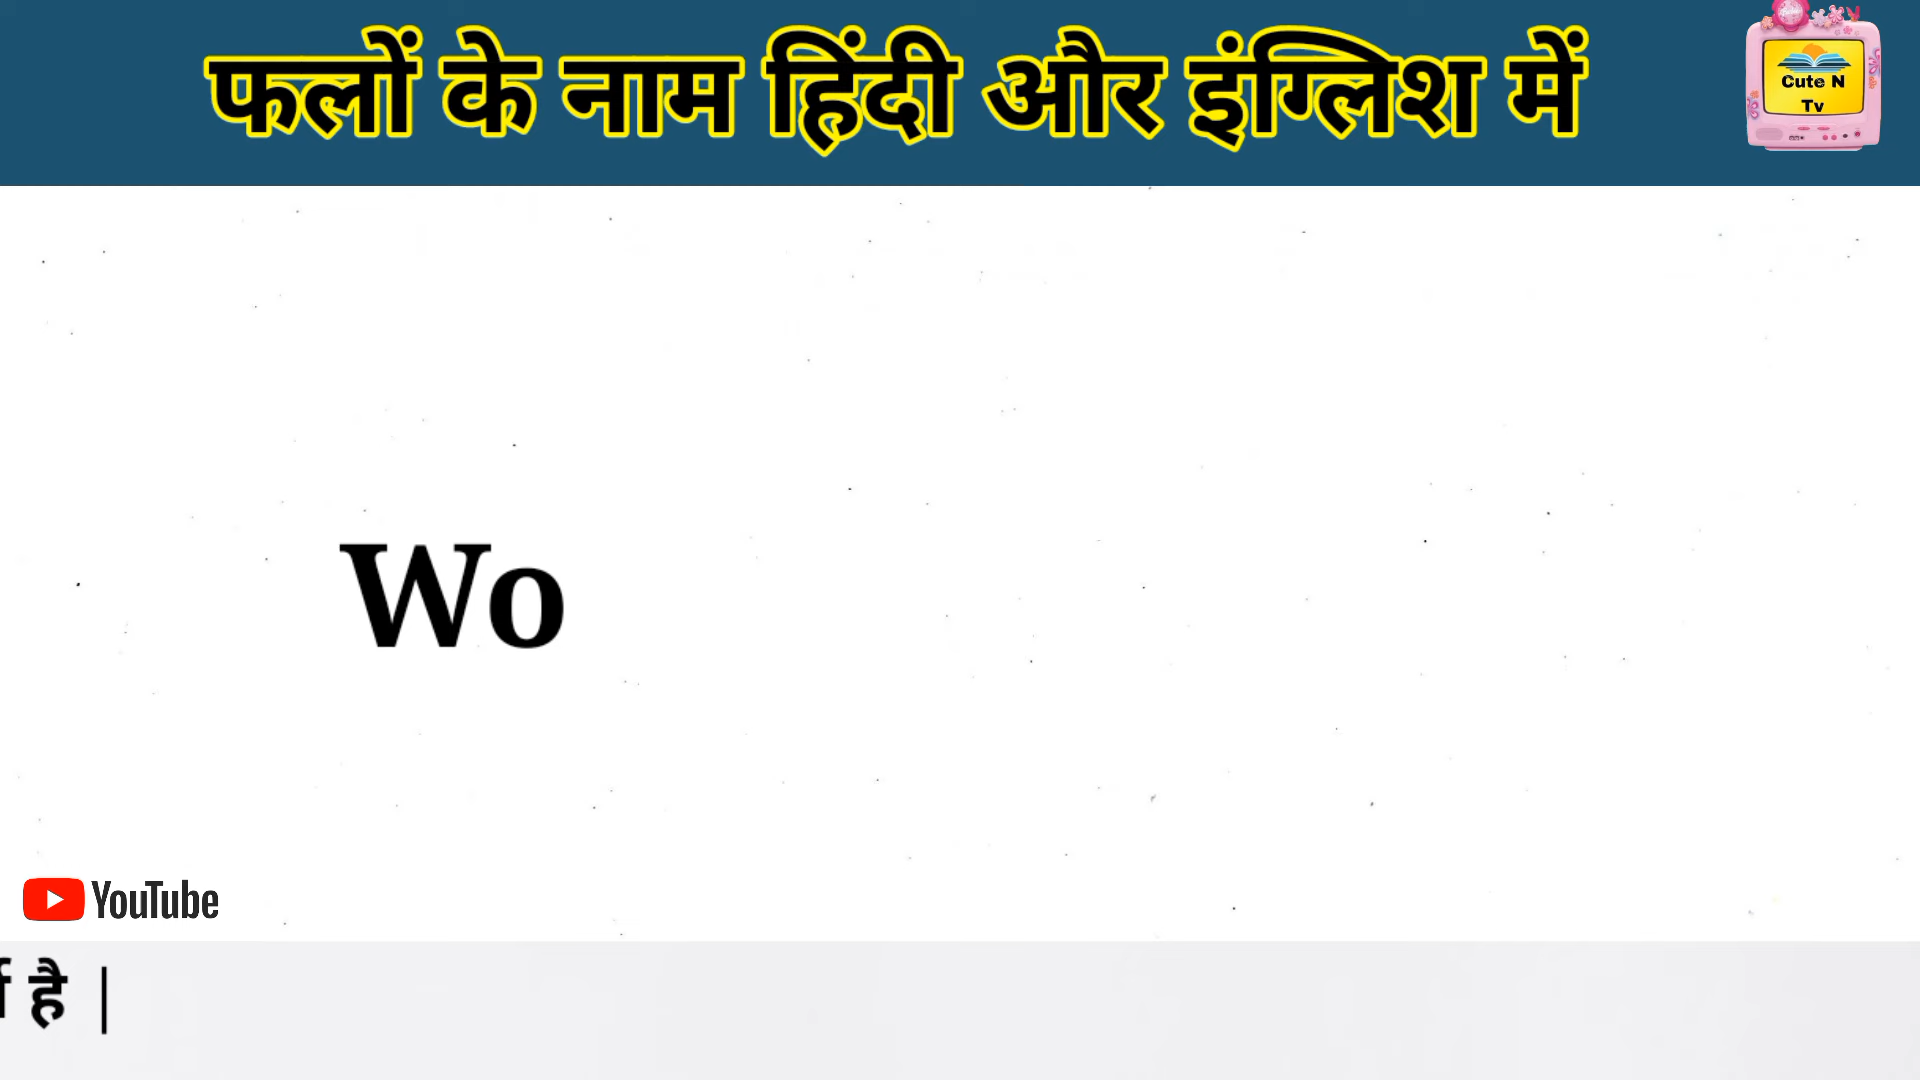 फलों के नाम हिंदी और इंग्लिश में
Cute N
Tv
Wo
YouTube
है |